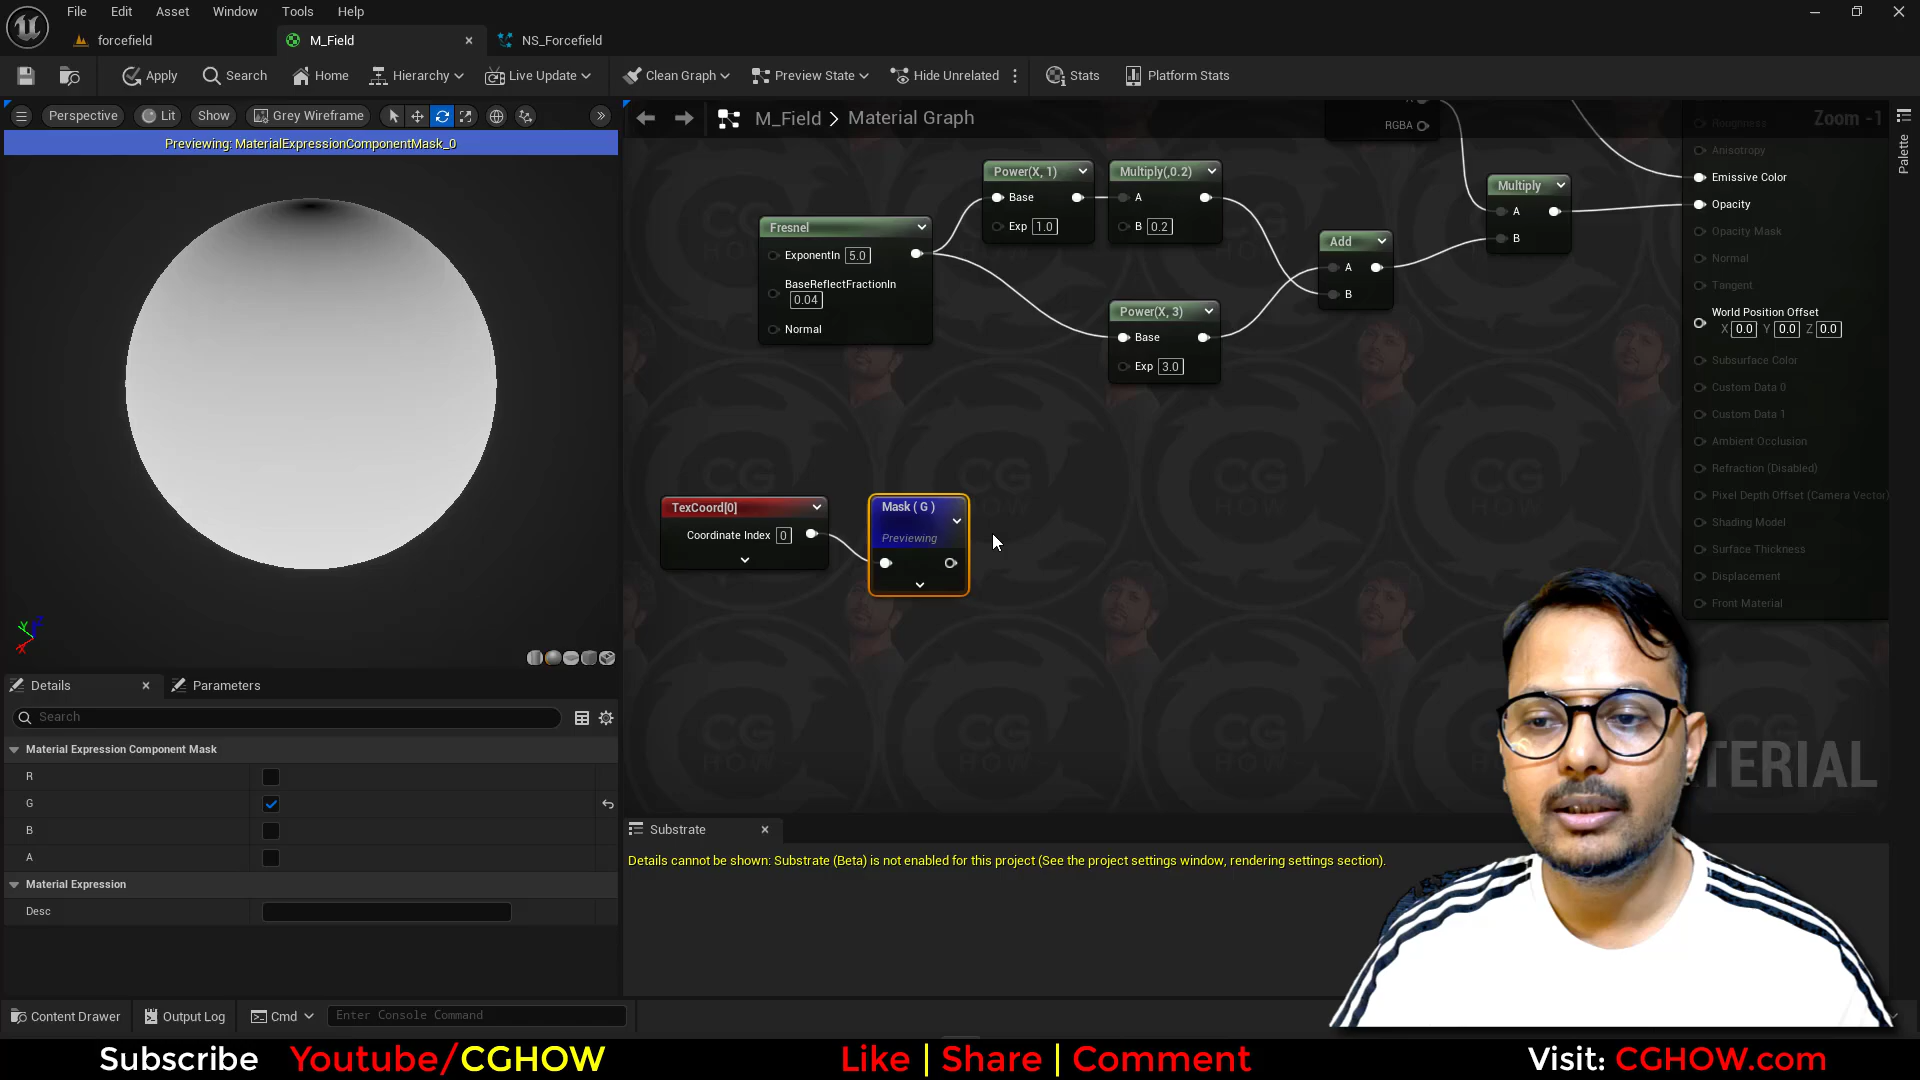 File Edit Asset Window Tools Help
forcefield M_Field NS_Forcefield
Apply Search Home Hierarchy Live Update Clean Graph Preview State Hide Unrelated Stats Platform Stats
Perspective Lit Show Grey Wireframe
Previewing: MaterialExpressionComponentMask_0
M_Field > Material Graph
Zoom -1
Palette
RGBA
Roughness
Anisotropy
Emissive Color
Opacity
Opacity Mask
Normal
Tangent
World Position Offset
X 0.0 Y 0.0 Z 0.0
Subsurface Color
Custom Data 0
Custom Data 1
Ambient Occlusion
Refraction (Disabled)
Pixel Depth Offset (Camera Vector)
Shading Model
Surface Thickness
Displacement
Front Material
Power(X, 1)
Base
Exp 1.0
Multiply(,0.2)
A
B 0.2
Multiply
A
B
Fresnel
ExponentIn 5.0
BaseReflectFractionIn
0.04
Normal
Add
A
B
Power(X, 3)
Base
Exp 3.0
TexCoord[0]
Coordinate Index 0
Mask ( G )
Previewing
CG
HOW
TERIAL
Y
X
Details Parameters
Search
Material Expression Component Mask
R
G
B
A
Material Expression
Desc
Substrate
Details cannot be shown: Substrate (Beta) is not enabled for this project (See the project settings window, rendering settings section).
Content Drawer Output Log Cmd Enter Console Command
Subscribe Youtube/CGHOW Like | Share | Comment Visit: CGHOW.com